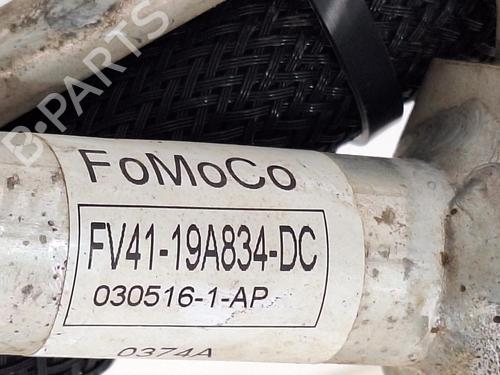 B-PARTS
FoMoCo
FV41-19A834-DC
030516-1-AP
0374A